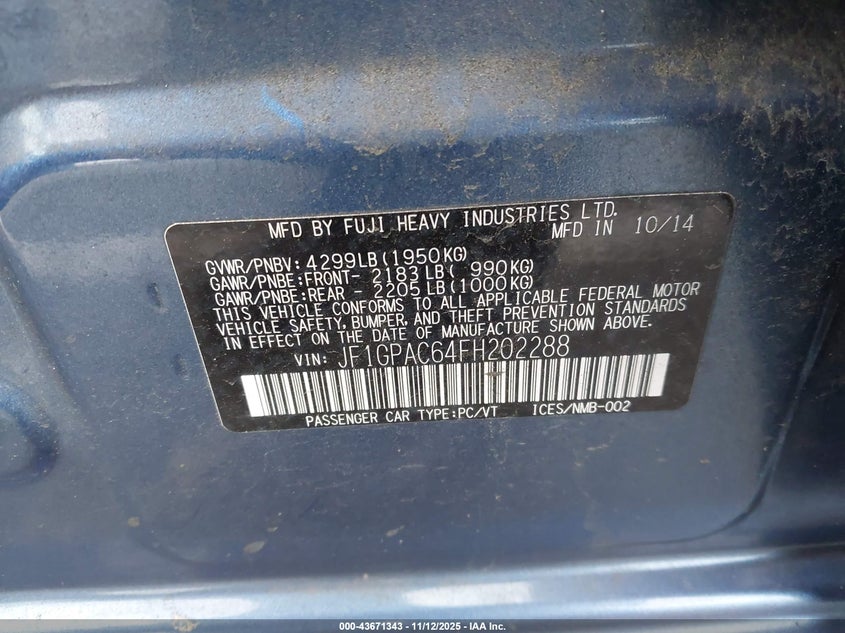 MFD BY FUJI HEAVY INDUSTRIES LTD.
MFD IN 10/14
GVWR/PNBV: 4299LB (1950KG)
GAWR/PNBE:FRONT- 2183LB( 990KG)
GAWR/PNBE:REAR - 2205LB(1000KG)
THIS VEHICLE CONFORMS TO ALL APPLICABLE FEDERAL MOTOR
VEHICLE SAFETY, BUMPER, AND THEFT PREVENTION STANDARDS
IN EFFECT ON THE DATE OF MANUFACTURE SHOWN ABOVE.
VIN: JF1GPAC64FH202288
PASSENGER CAR TYPE:PC/VT ICES/NMB-002
000-43671343 - 11/12/2025 - IAA Inc.